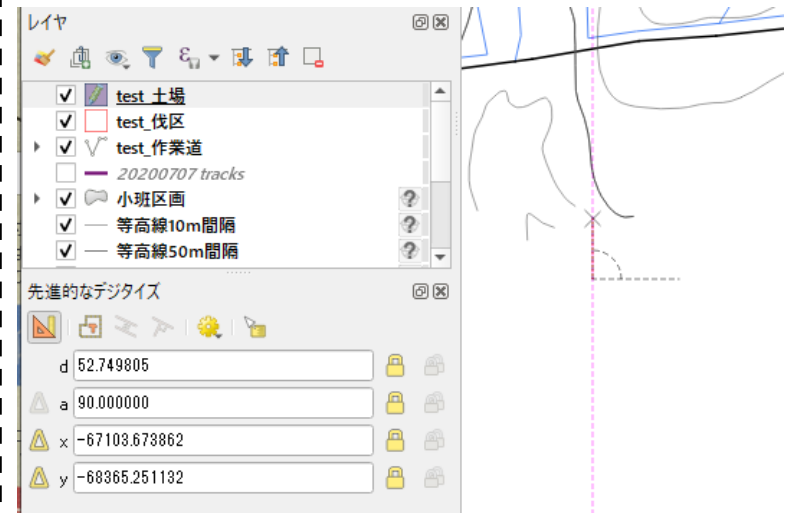 レイヤ
test_土場
test_伐区
test_作業道
20200707 tracks
小班区画
等高線10m間隔
等高線50m間隔
先進的なデジタイズ
d 52.749805
a 90.000000
x -67103.673862
y -68365.251132